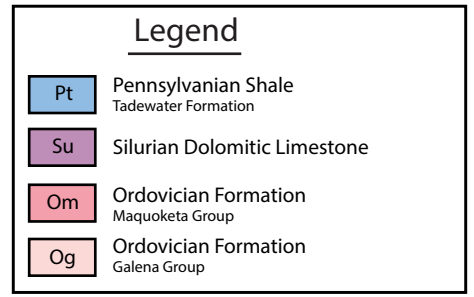 Legend
Pt
Pennsylvanian Shale
Tadewater Formation
Su
Silurian Dolomitic Limestone
Om
Ordovician Formation
Maquoketa Group
Og
Ordovician Formation
Galena Group